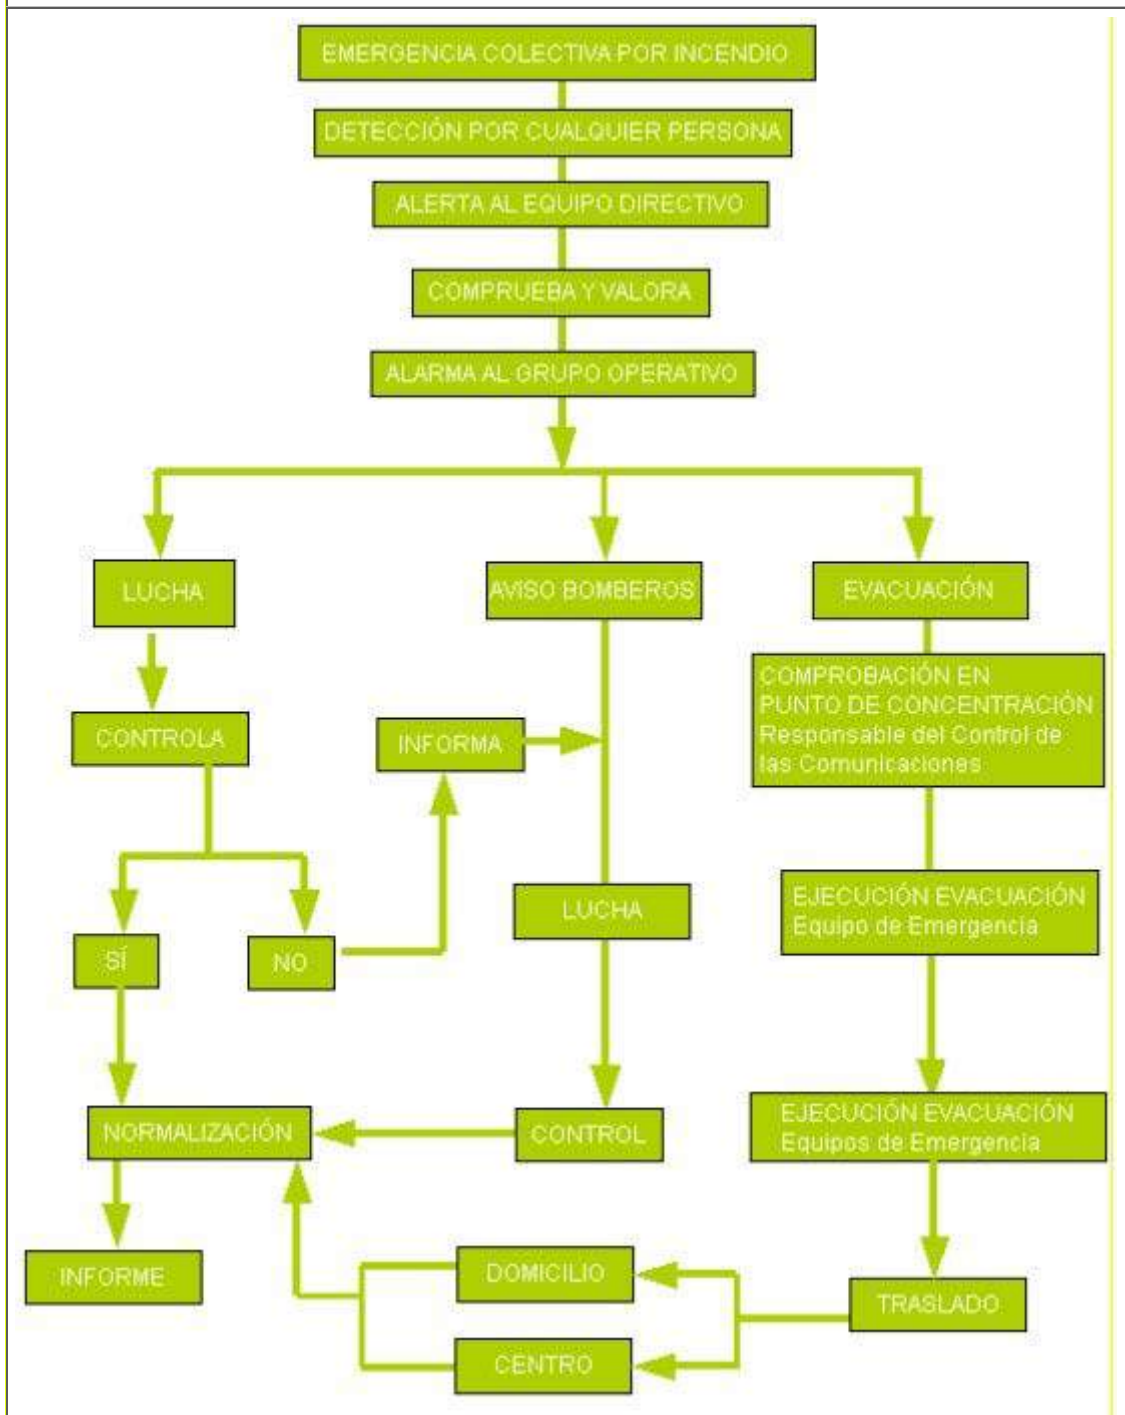 EMERGENCIA COLECTIVA POR INCENDIO
DETECCIÓN POR CUALQUIER PERSONA
ALERTA AL EQUIPO DIRECTIVO
COMPRUEBA Y VALORA
ALARMA AL GRUPO OPERATIVO
LUCHA
AVISO BOMBEROS
EVACUACIÓN
COMPROBACIÓN EN
PUNTO DE CONCENTRACIÓN
Responsable del Control de
las Comunicaciones
CONTROLA
INFORMA
EJECUCIÓN EVACUACIÓN
Equipo de Emergencia
LUCHA
SÍ
NO
NORMALIZACIÓN
CONTROL
EJECUCIÓN EVACUACIÓN
Equipos de Emergencia
INFORME
DOMICILIO
TRASLADO
CENTRO